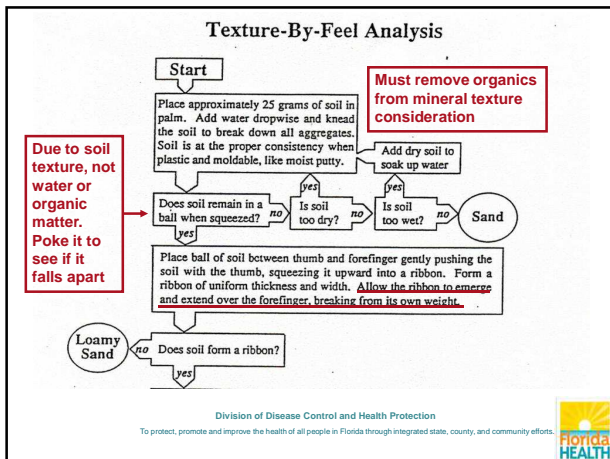 Texture-By-Feel Analysis
Start
Must remove organics
from mineral texture
consideration
Place approximately 25 grams of soil in
palm. Add water dropwise and knead
the soil to break down all aggregates.
Soil is at the proper consistency when
plastic and moldable, like moist putty.
Add dry soil to
soak up water
Due to soil
texture, not
water or
organic
matter.
Poke it to
see if it
falls apart
yes
yes
Does soil remain in a
ball when squeezed?
no
Is soil
too dry?
no
Is soil
too wet?
no
Sand
yes
Place ball of soil between thumb and forefinger gently pushing the
soil with the thumb, squeezing it upward into a ribbon. Form a
ribbon of uniform thickness and width. Allow the ribbon to emerge
and extend over the forefinger, breaking from its own weight.
Loamy
Sand
no
Does soil form a ribbon?
yes
Division of Disease Control and Health Protection
To protect, promote and improve the health of all people in Florida through integrated state, county, and community efforts.
Florida
HEALTH